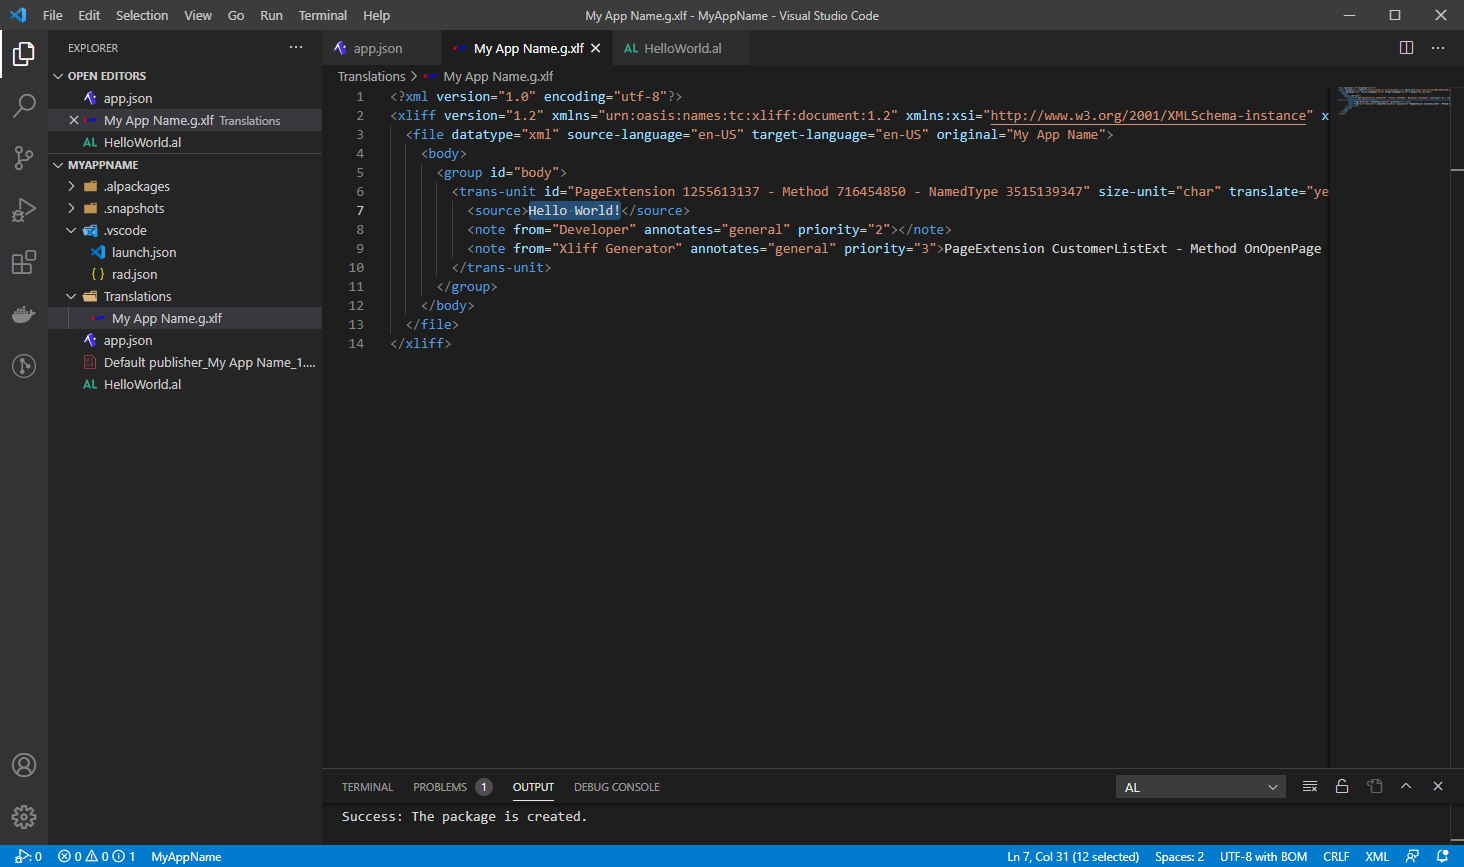 File Edit Selection View Go Run Terminal Help My App Name.g.xlf - MyAppName - Visual Studio Code
EXPLORER
OPEN EDITORS
app.json
My App Name.g.xlf Translations
AL HelloWorld.al
MYAPPNAME
.alpackages
.snapshots
.vscode
launch.json
{} rad.json
Translations
My App Name.g.xlf
app.json
Default publisher_My App Name_1....
AL HelloWorld.al
app.json My App Name.g.xlf AL HelloWorld.al
Translations > My App Name.g.xlf
1 <?xml version="1.0" encoding="utf-8"?>
2 <xliff version="1.2" xmlns="urn:oasis:names:tc:xliff:document:1.2" xmlns:xsi="http://www.w3.org/2001/XMLSchema-instance" x
3 <file datatype="xml" source-language="en-US" target-language="en-US" original="My App Name">
4 <body>
5 <group id="body">
6 <trans-unit id="PageExtension 1255613137 - Method 716454850 - NamedType 3515139347" size-unit="char" translate="ye
7 <source>Hello World!</source>
8 <note from="Developer" annotates="general" priority="2"></note>
9 <note from="Xliff Generator" annotates="general" priority="3">PageExtension CustomerListExt - Method OnOpenPage
10 </trans-unit>
11 </group>
12 </body>
13 </file>
14 </xliff>
TERMINAL PROBLEMS 1 OUTPUT DEBUG CONSOLE AL
Success: The package is created.
: 0 0 0 1 MyAppName Ln 7, Col 31 (12 selected) Spaces: 2 UTF-8 with BOM CRLF XML